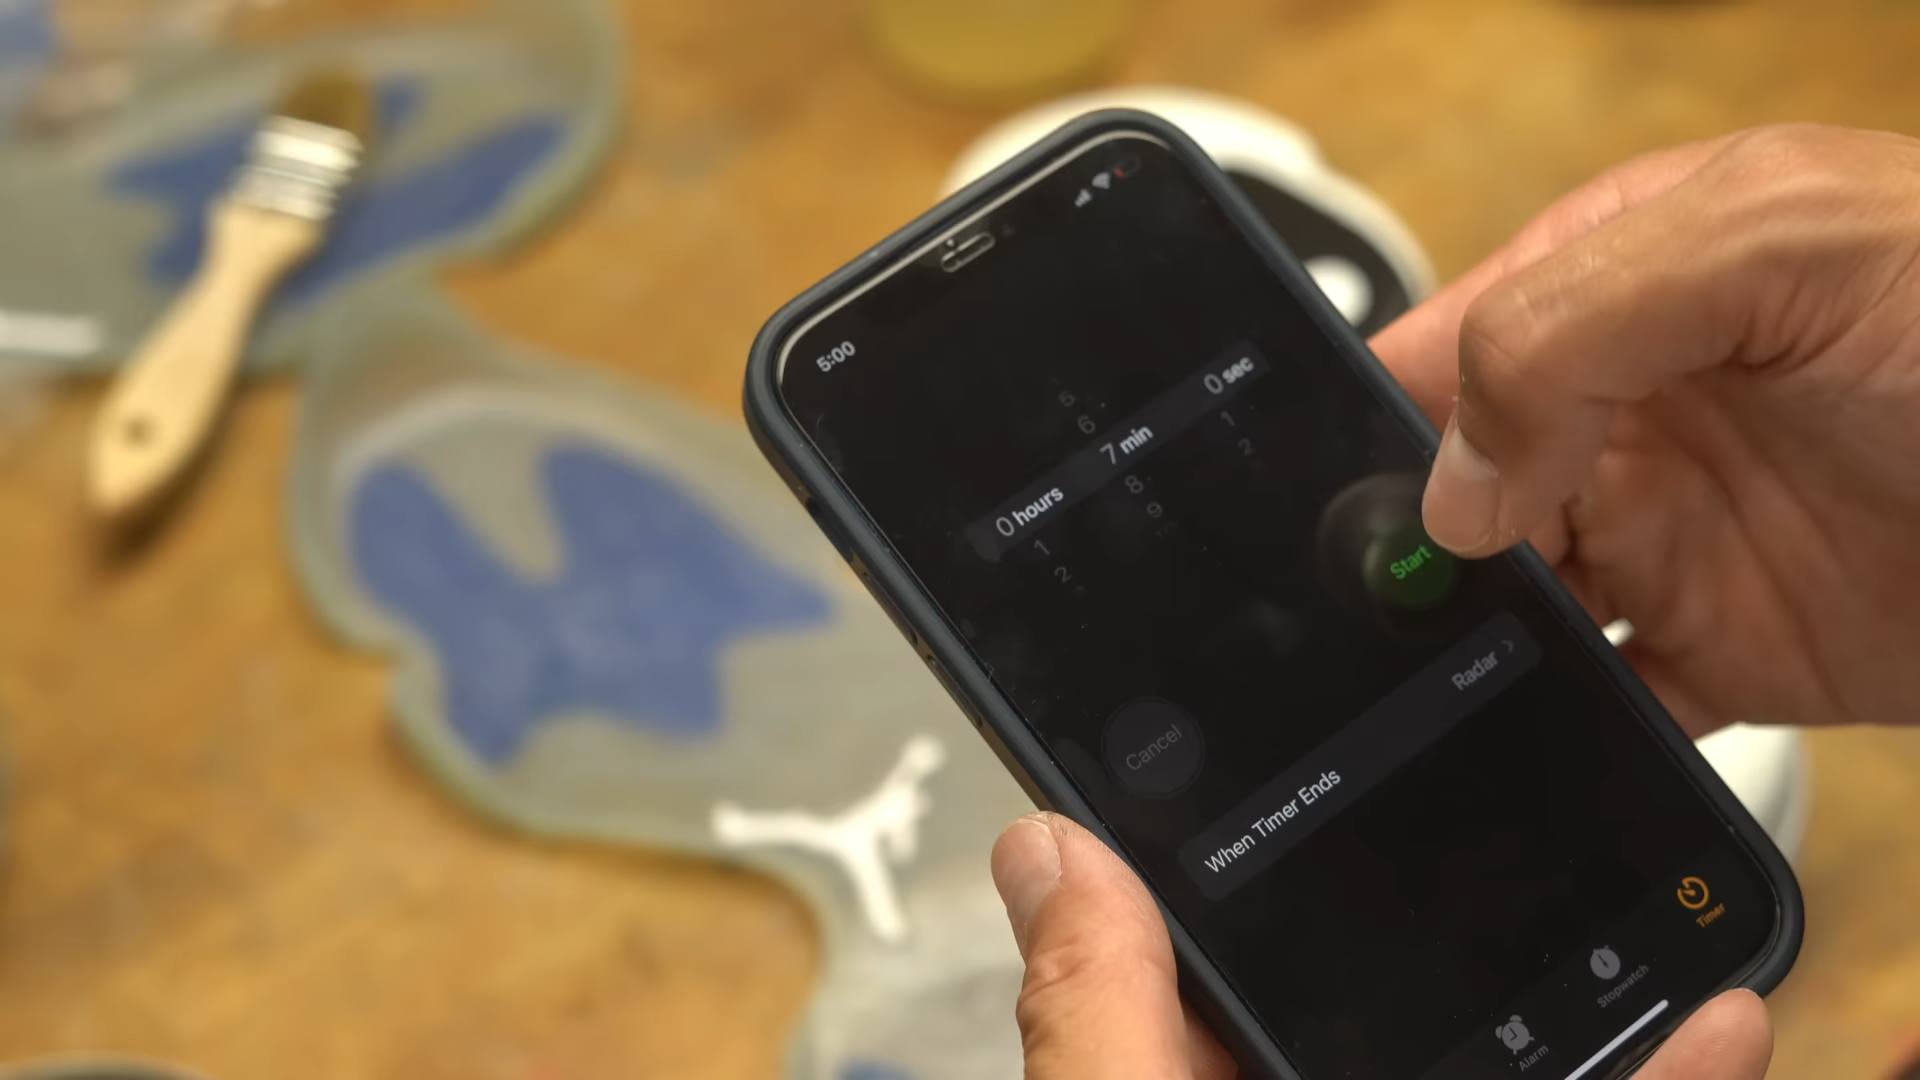 5:00
5
6
0 hours 7 min 0 sec
1 8 1
2 9 2
Start
Cancel
When Timer Ends Radar
Alarm Stopwatch Timer